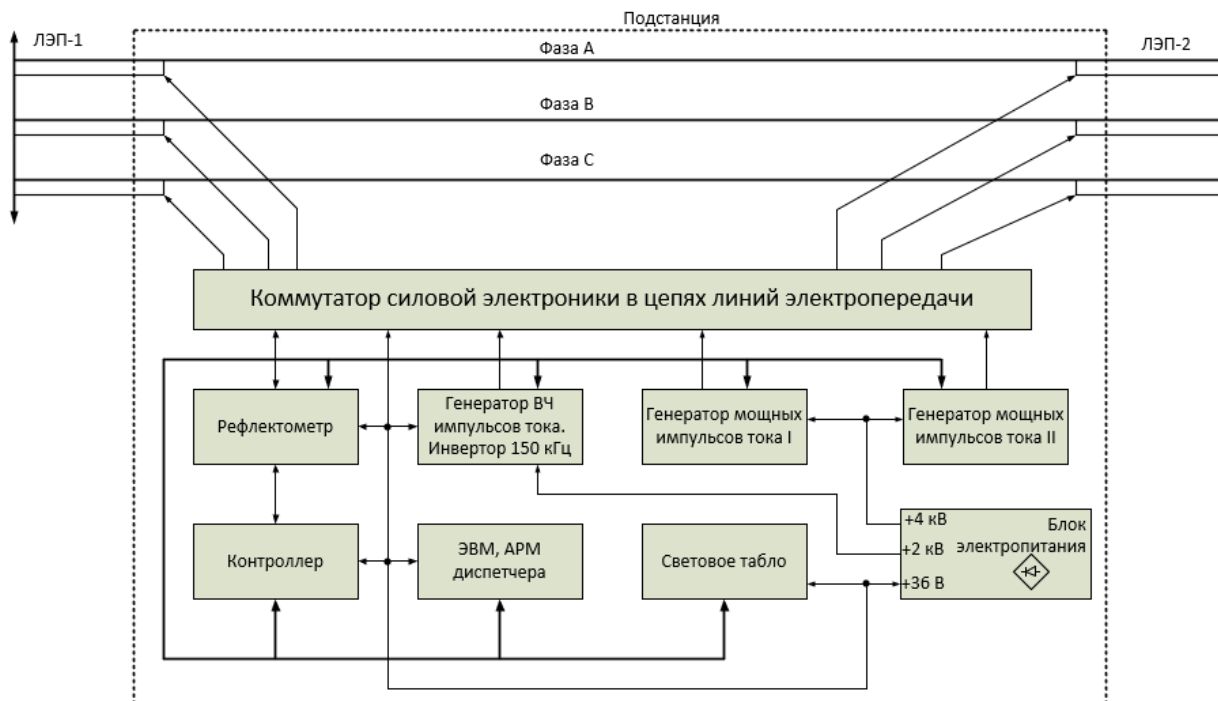 Подстанция
ЛЭП-1
ЛЭП-2
Фаза А
Фаза В
Фаза С
Коммутатор силовой электроники в цепях линий электропередачи
Рефлектометр
Генератор ВЧ
импульсов тока.
Инвертор 150 кГц
Генератор мощных
импульсов тока I
Генератор мощных
импульсов тока II
Контроллер
ЭВМ, АРМ
диспетчера
Световое табло
+4 кВ
+2 кВ
+36 В
Блок
электропитания